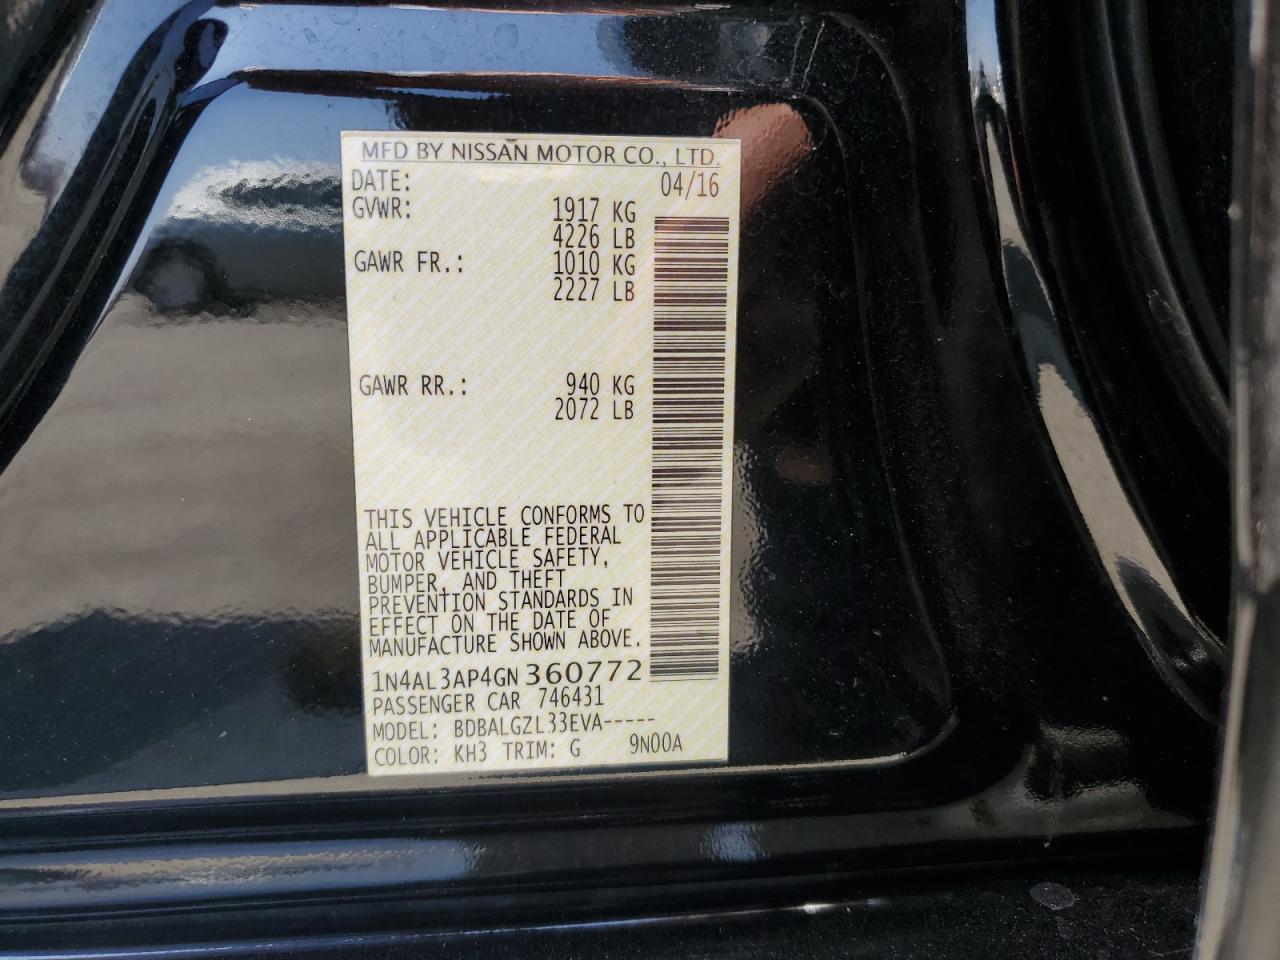 MFD BY NISSAN MOTOR CO., LTD.
DATE: 04/16
GVWR: 1917 KG
4226 LB
GAWR FR.: 1010 KG
2227 LB
GAWR RR.: 940 KG
2072 LB
THIS VEHICLE CONFORMS TO
ALL APPLICABLE FEDERAL
MOTOR VEHICLE SAFETY,
BUMPER, AND THEFT
PREVENTION STANDARDS IN
EFFECT ON THE DATE OF
MANUFACTURE SHOWN ABOVE.
1N4AL3AP4GN360772
PASSENGER CAR 746431
MODEL: BDBALGZL33EVA-----
COLOR: KH3 TRIM: G 9N00A